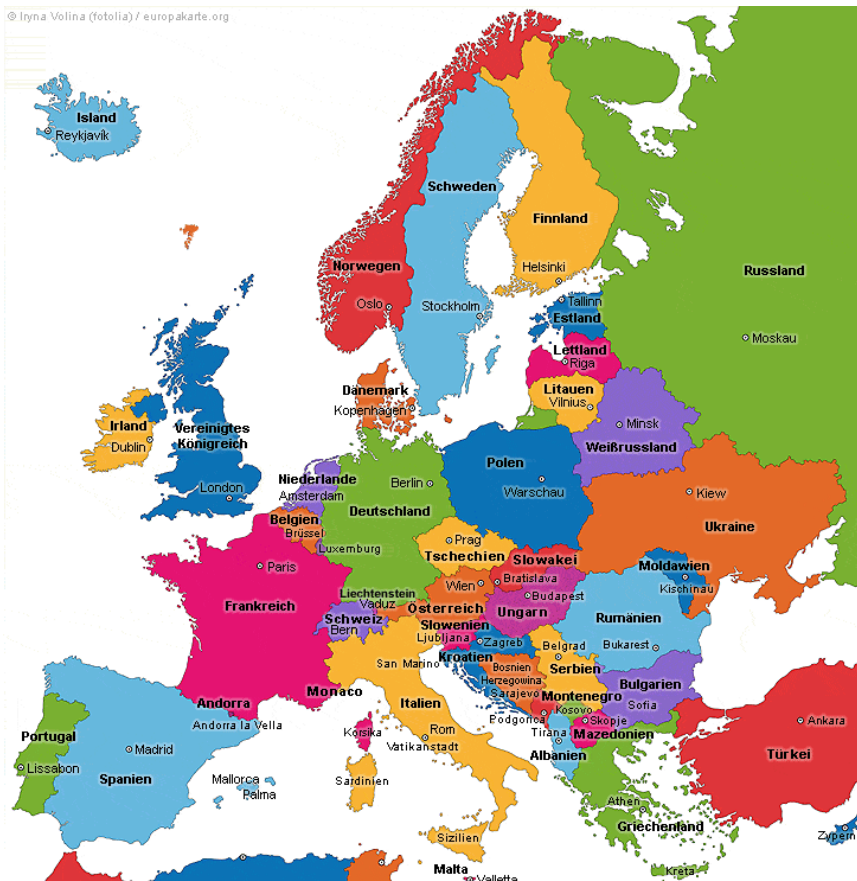 © Iryna Volina (fotolia) / europakarte.org
Island
Reykjavík
Schweden
Finnland
Norwegen
Helsinki
Russland
Oslo
Stockholm
Tallinn
Estland
Moskau
Lettland
Riga
Dänemark
Kopenhagen
Litauen
Vilnius
Irland
Dublin
Vereinigtes
Königreich
Minsk
Weißrussland
London
Niederlande
Amsterdam
Berlin
Deutschland
Polen
Warschau
Kiew
Ukraine
Belgien
Brüssel
Luxemburg
Prag
Tschechien
Slowakei
Bratislava
Moldawien
Kischinau
Paris
Frankreich
Liechtenstein
Vaduz
Wien
Österreich
Budapest
Ungarn
Schweiz
Bern
Slowenien
Ljubljana
Rumänien
Bukarest
Zagreb
Kroatien
Belgrad
Serbien
San Marino
Bosnien
Herzegowina
Sarajevo
Monaco
Italien
Montenegro
Kosovo
Bulgarien
Sofia
Andorra
Andorra la Vella
Korsika
Rom
Vatikanstadt
Podgorica
Skopje
Mazedonien
Tirana
Albanien
Ankara
Türkei
Portugal
Lissabon
Madrid
Spanien
Mallorca
Palma
Sardinien
Athen
Griechenland
Sizilien
Zypern
Malta
Valletta
Kreta